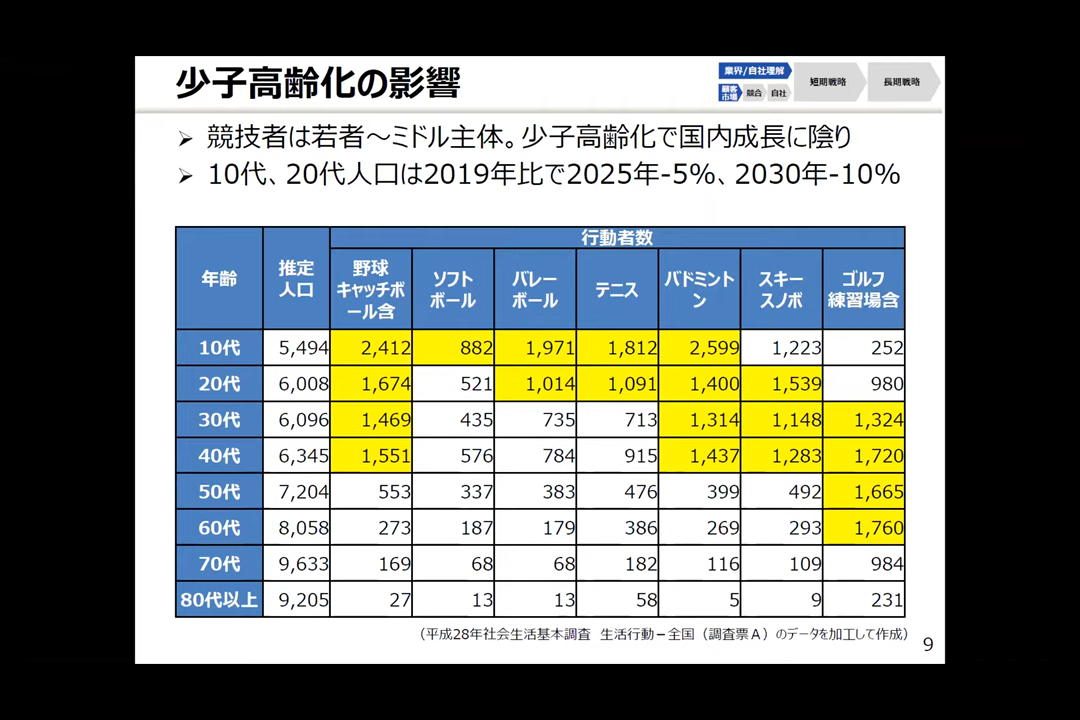 少子高齢化の影響
業界/自社理解
顧客
市場
競合
自社
短期戦略
長期戦略
➢ 競技者は若者～ミドル主体。少子高齢化で国内成長に陰り
➢ 10代、20代人口は2019年比で2025年-5%、2030年-10%
年齢
推定
人口
行動者数
野球
キャッチボ
ール含
ソフト
ボール
バレー
ボール
テニス
バドミント
ン
スキー
スノボ
ゴルフ
練習場含
10代 5,494 2,412 882 1,971 1,812 2,599 1,223 252
20代 6,008 1,674 521 1,014 1,091 1,400 1,539 980
30代 6,096 1,469 435 735 713 1,314 1,148 1,324
40代 6,345 1,551 576 784 915 1,437 1,283 1,720
50代 7,204 553 337 383 476 399 492 1,665
60代 8,058 273 187 179 386 269 293 1,760
70代 9,633 169 68 68 182 116 109 984
80代以上 9,205 27 13 13 58 5 9 231
（平成28年社会生活基本調査 生活行動－全国（調査票Ａ）のデータを加工して作成）
9